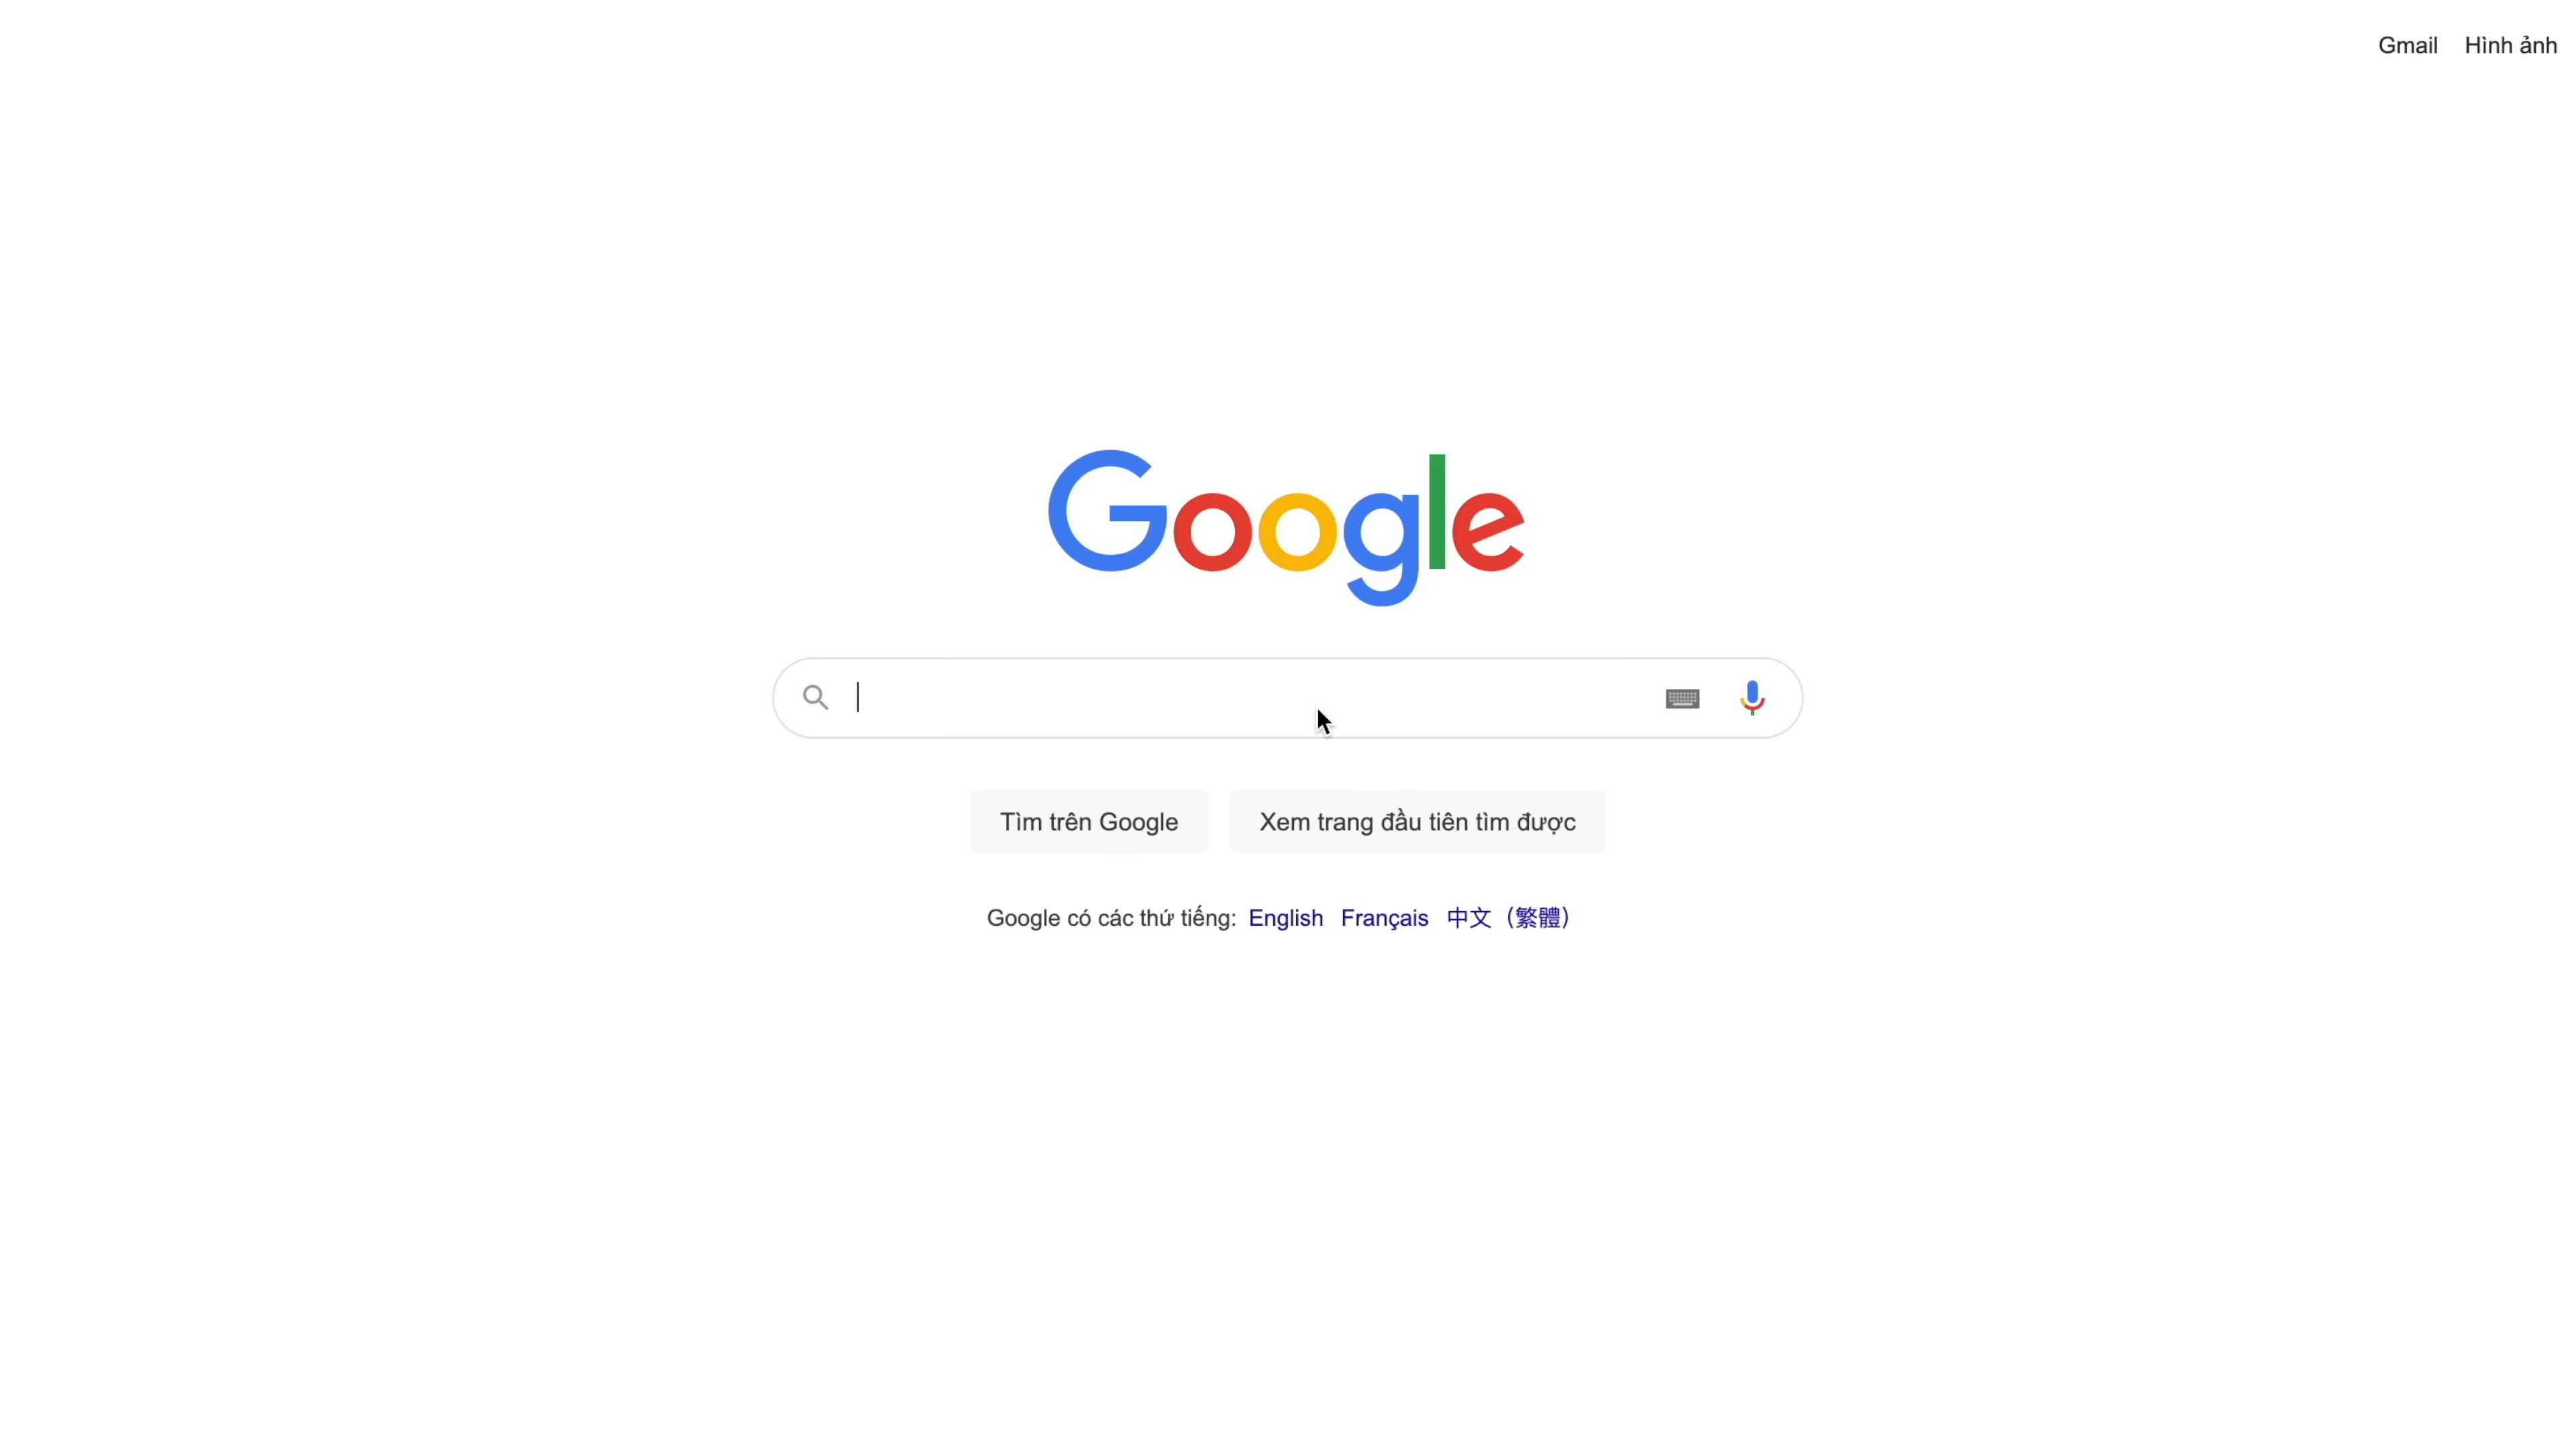 Gmail Hình ảnh
Google
Tìm trên Google Xem trang đầu tiên tìm được
Google có các thứ tiếng: English Français 中文（繁體）